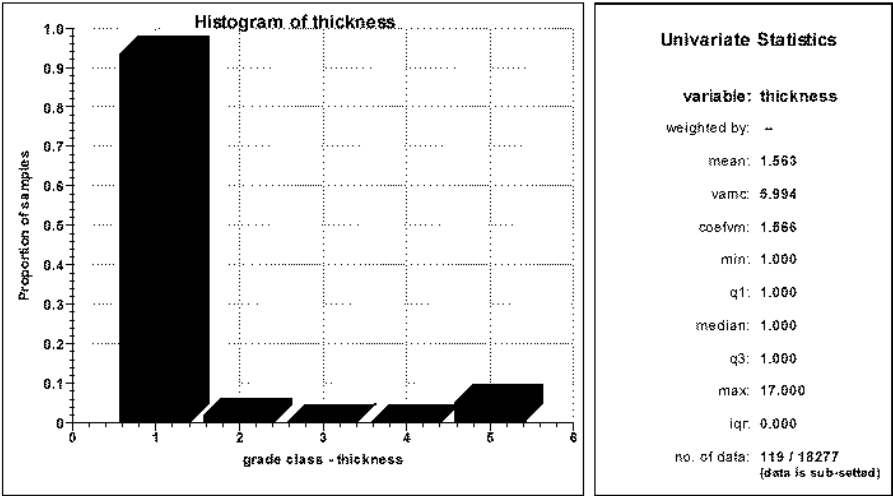 Histogram of thickness
1.0
0.9
0.8
0.7
0.6
0.5
0.4
0.3
0.2
0.1
0
Proportion of samples
0 1 2 3 4 5 6
grade class - thickness
Univariate Statistics
variable: thickness
weighted by: --
mean: 1.563
varnc: 5.994
coefvrn: 1.566
min: 1.000
q1: 1.000
median: 1.000
q3: 1.000
max: 17.000
iqr: 0.000
no. of data: 119 / 18277
(data is sub-setted)